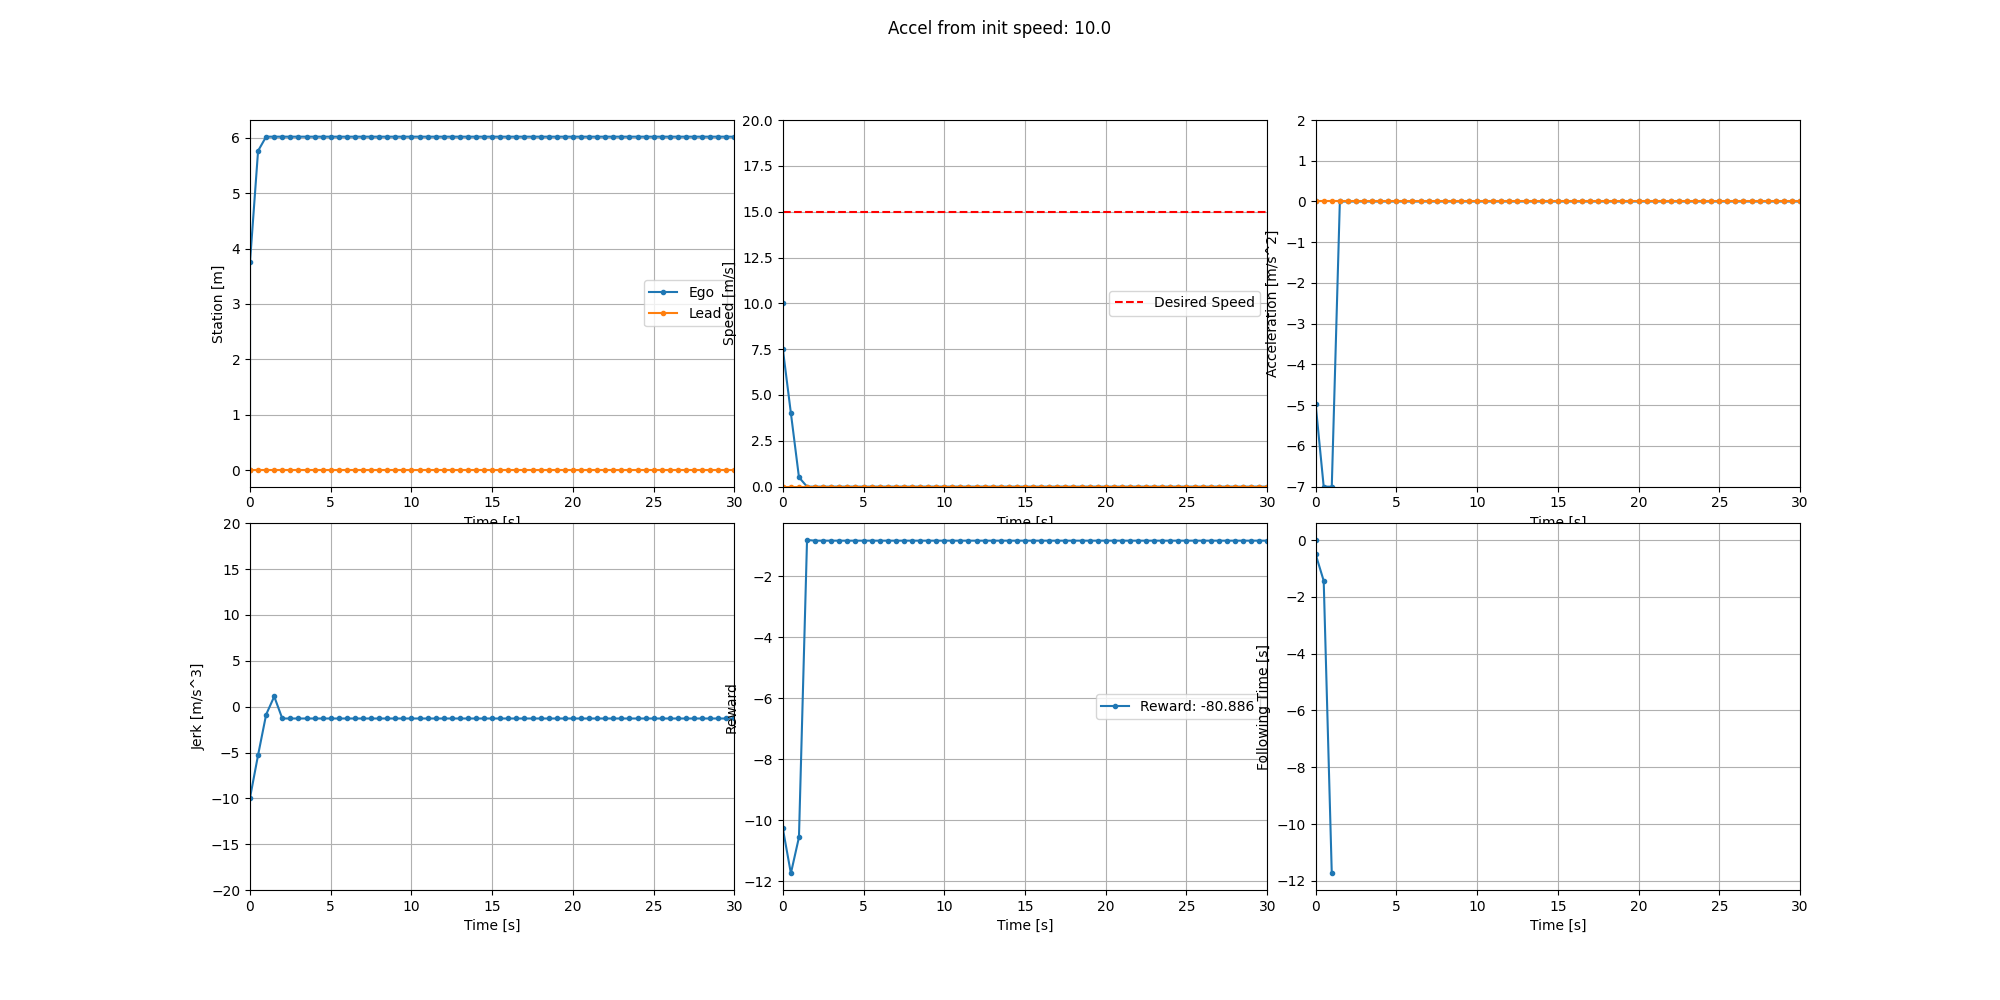 Accel from init speed: 10.0
Station [m]
6
5
4
3
2
1
0
0 5 10 15 20 25 30
Time [s]
Ego
Lead
Speed [m/s]
20.0
17.5
15.0
12.5
10.0
7.5
5.0
2.5
0.0
0 5 10 15 20 25 30
Time [s]
Desired Speed
Acceleration [m/s^2]
2
1
0
−1
−2
−3
−4
−5
−6
−7
0 5 10 15 20 25 30
Time [s]
Jerk [m/s^3]
20
15
10
5
0
−5
−10
−15
−20
0 5 10 15 20 25 30
Time [s]
Reward
−2
−4
−6
−8
−10
−12
0 5 10 15 20 25 30
Time [s]
Reward: -80.886
Following Time [s]
0
−2
−4
−6
−8
−10
−12
0 5 10 15 20 25 30
Time [s]